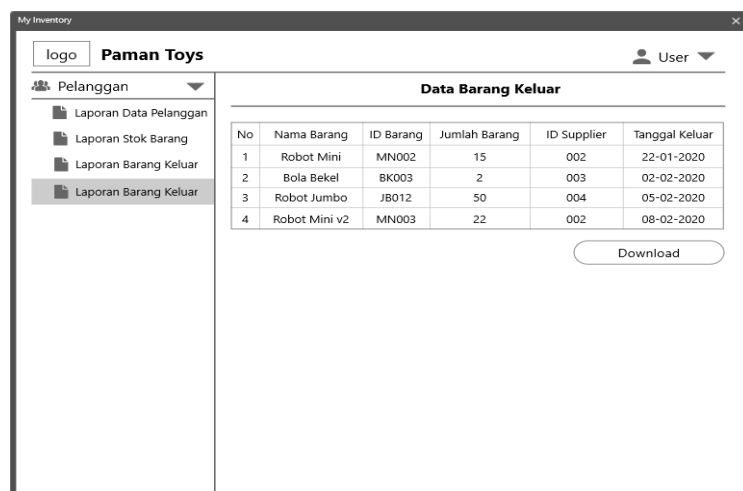 My Inventory
logo Paman Toys
User
Pelanggan
Laporan Data Pelanggan
Laporan Stok Barang
Laporan Barang Keluar
Laporan Barang Keluar
Data Barang Keluar
No Nama Barang ID Barang Jumlah Barang ID Supplier Tanggal Keluar
1 Robot Mini MN002 15 002 22-01-2020
2 Bola Bekel BK003 2 003 02-02-2020
3 Robot Jumbo JB012 50 004 05-02-2020
4 Robot Mini v2 MN003 22 002 08-02-2020
Download